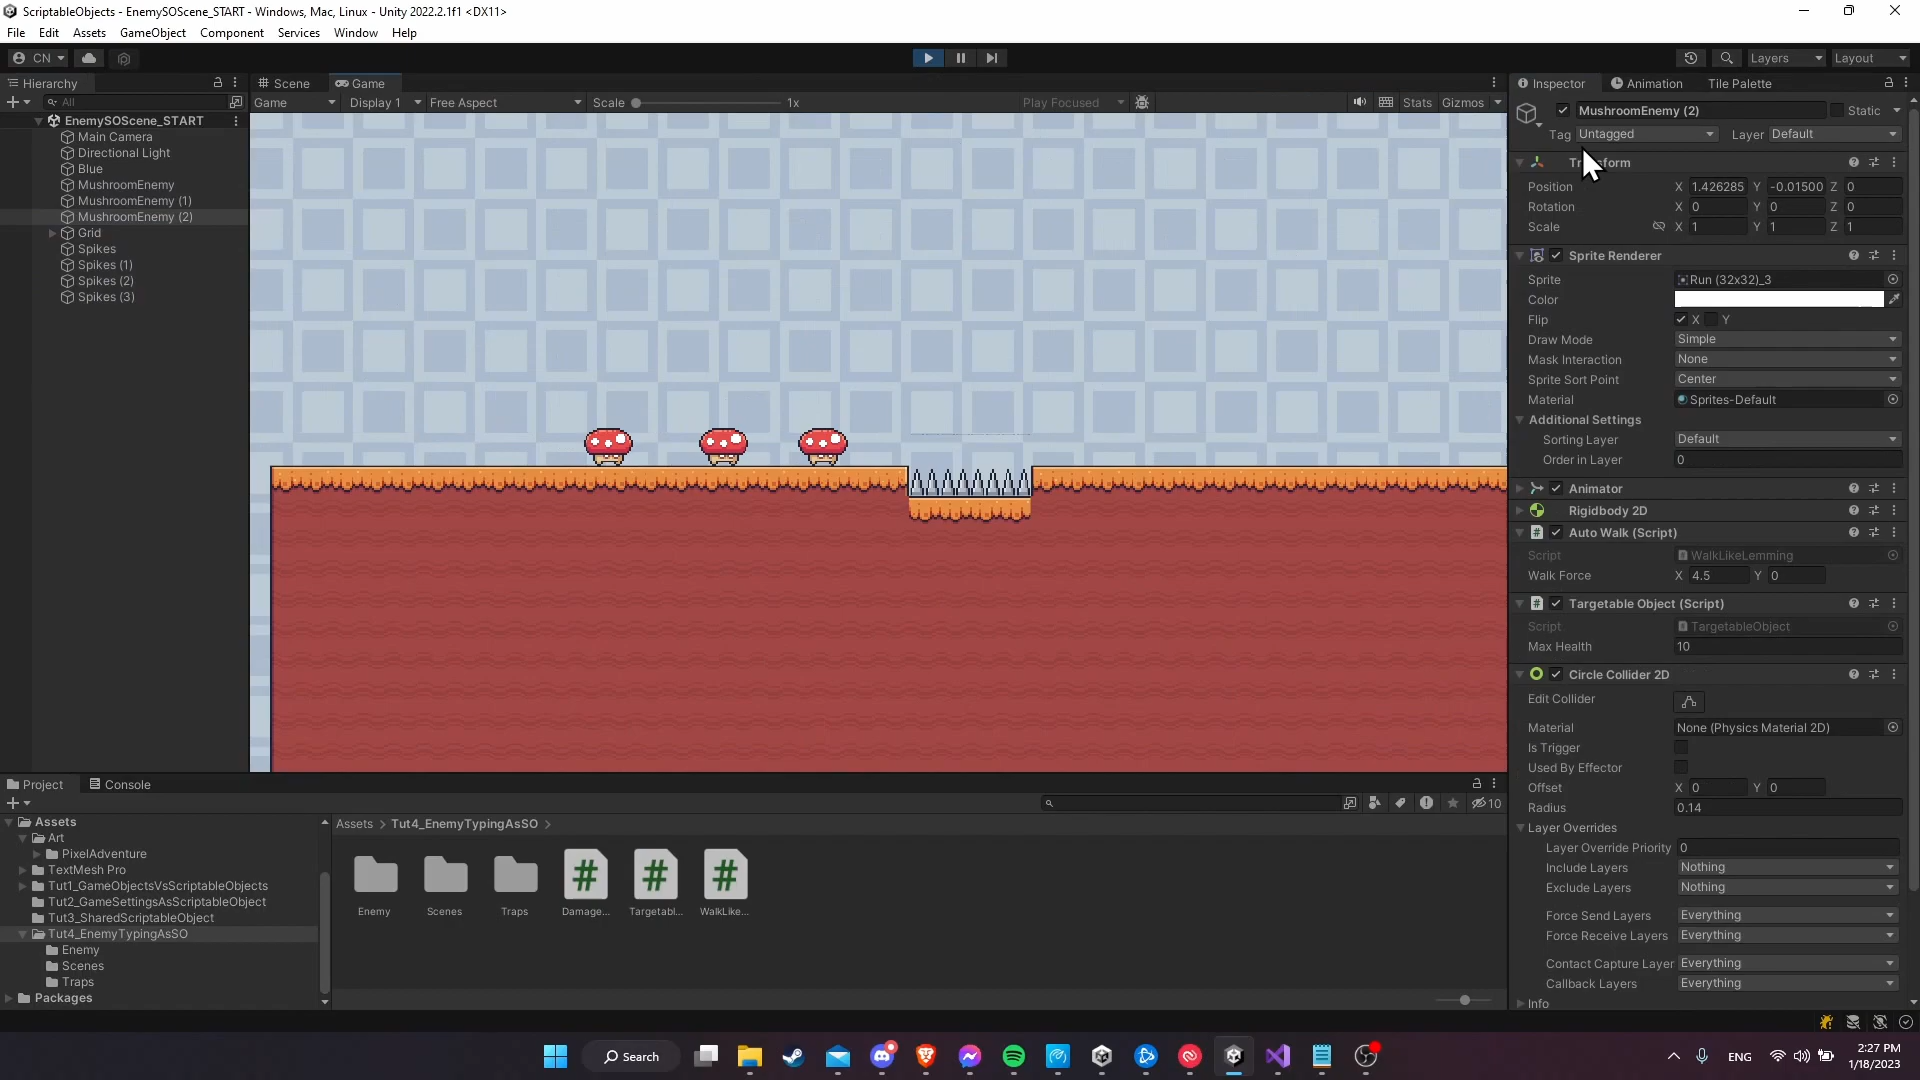 ScriptableObjects - EnemySOScene_START - Windows, Mac, Linux - Unity 2022.2.1f1 <DX11>
File Edit Assets GameObject Component Services Window Help
CN
Layers Layout
Hierarchy
All
EnemySOScene_START
Main Camera
Directional Light
Blue
MushroomEnemy
MushroomEnemy (1)
MushroomEnemy (2)
Grid
Spikes
Spikes (1)
Spikes (2)
Spikes (3)
Scene Game
Game Display 1 Free Aspect Scale 1x Play Focused Stats Gizmos
Inspector Animation Tile Palette
MushroomEnemy (2) Static
Tag Untagged Layer Default
Position X 1.426285 Y -0.01500 Z 0
Rotation X 0 Y 0 Z 0
Scale X 1 Y 1 Z 1
Sprite Renderer
Sprite Run (32x32)_3
Color
Flip X Y
Draw Mode Simple
Mask Interaction None
Sprite Sort Point Center
Material Sprites-Default
Additional Settings
Sorting Layer Default
Order in Layer 0
Animator
Rigidbody 2D
Auto Walk (Script)
Script WalkLikeLemming
Walk Force X 4.5 Y 0
Targetable Object (Script)
Script TargetableObject
Max Health 10
Circle Collider 2D
Edit Collider
Material None (Physics Material 2D)
Is Trigger
Used By Effector
Offset X 0 Y 0
Radius 0.14
Layer Overrides
Layer Override Priority 0
Include Layers Nothing
Exclude Layers Nothing
Force Send Layers Everything
Force Receive Layers Everything
Contact Capture Layer Everything
Callback Layers Everything
Info
Project Console
10
Assets
Art
PixelAdventure
TextMesh Pro
Tut1_GameObjectsVsScriptableObjects
Tut2_GameSettingsAsScriptableObject
Tut3_SharedScriptableObject
Tut4_EnemyTypingAsSO
Enemy
Scenes
Traps
Packages
Assets > Tut4_EnemyTypingAsSO >
Enemy Scenes Traps Damage... Targetabl... WalkLike...
Search
ENG
2:27 PM
1/18/2023